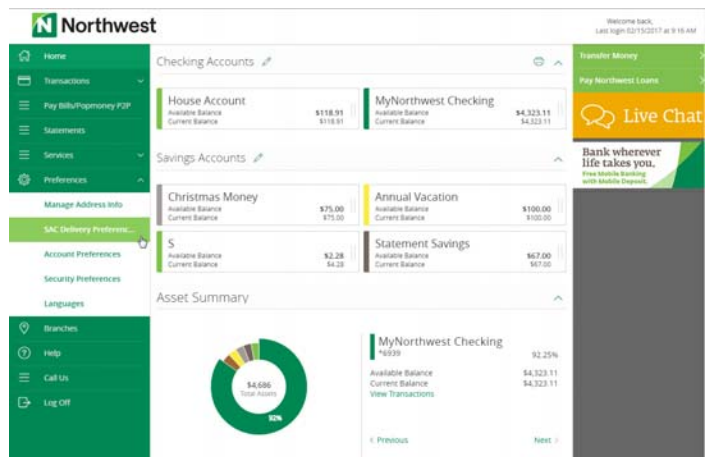 Northwest
Welcome back,
Last login 02/15/2017 at 9:16 AM
Home
Transactions
Pay Bills/Popmoney P2P
Statements
Services
Preferences
Manage Address Info
SAC Delivery Preferenc...
Account Preferences
Security Preferences
Languages
Branches
Help
Call Us
Log Off
Checking Accounts
House Account
Available Balance $118.91
Current Balance $118.91
MyNorthwest Checking
Available Balance $4,323.11
Current Balance $4,323.11
Savings Accounts
Christmas Money
Available Balance $75.00
Current Balance $75.00
Annual Vacation
Available Balance $100.00
Current Balance $100.00
S
Available Balance $2.28
Current Balance $4.28
Statement Savings
Available Balance $67.00
Current Balance $67.00
Asset Summary
$4,686
Total Assets
92%
MyNorthwest Checking
*6939 92.25%
Available Balance $4,323.11
Current Balance $4,323.11
View Transactions
Previous Next
Transfer Money
Pay Northwest Loans
Live Chat
Bank wherever
life takes you,
Free Mobile Banking
with Mobile Deposit.